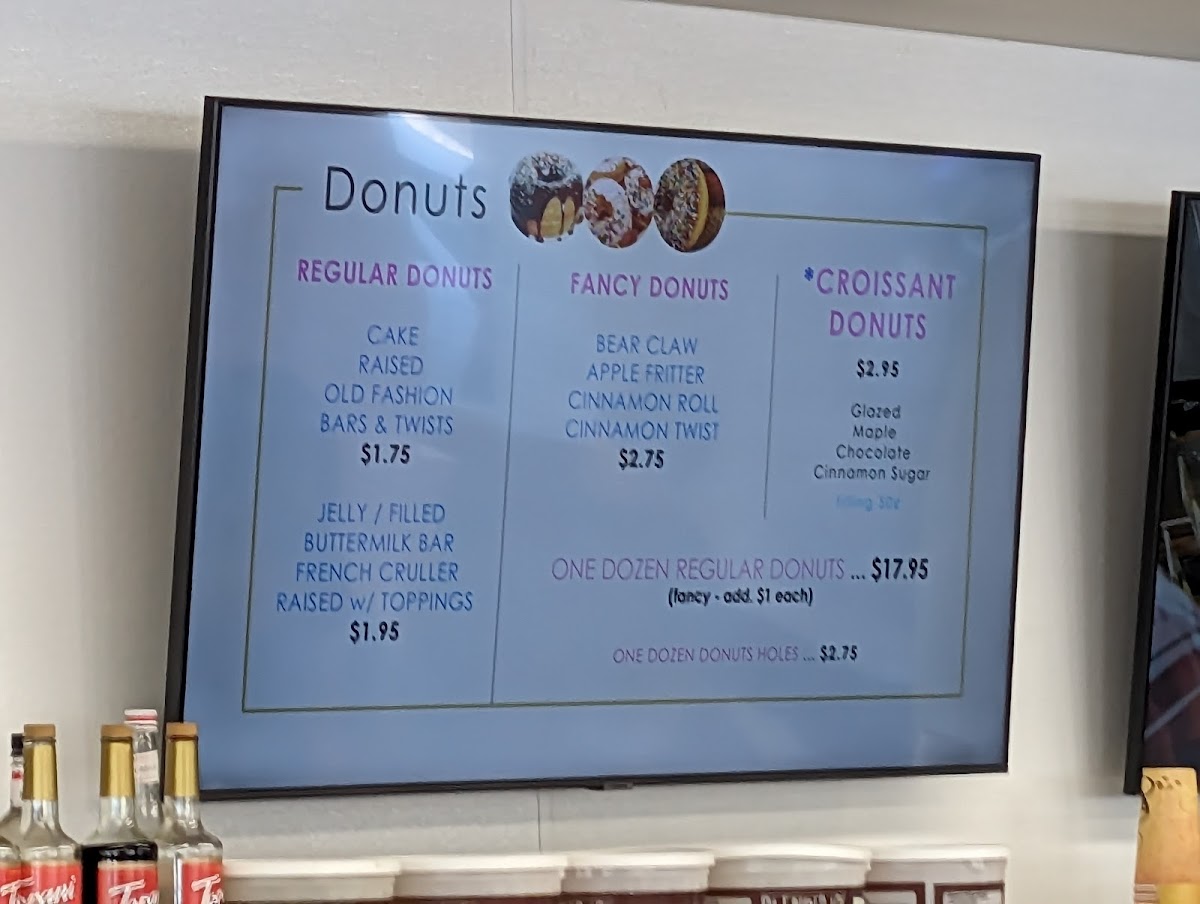 Donuts
REGULAR DONUTS
CAKE
RAISED
OLD FASHION
BARS & TWISTS
$1.75
JELLY / FILLED
BUTTERMILK BAR
FRENCH CRULLER
RAISED w/ TOPPINGS
$1.95
FANCY DONUTS
BEAR CLAW
APPLE FRITTER
CINNAMON ROLL
CINNAMON TWIST
$2.75
*CROISSANT
DONUTS
$2.95
Glazed
Maple
Chocolate
Cinnamon Sugar
filling 50¢
ONE DOZEN REGULAR DONUTS ... $17.95
(fancy - add. $1 each)
ONE DOZEN DONUTS HOLES ... $2.75
Torani